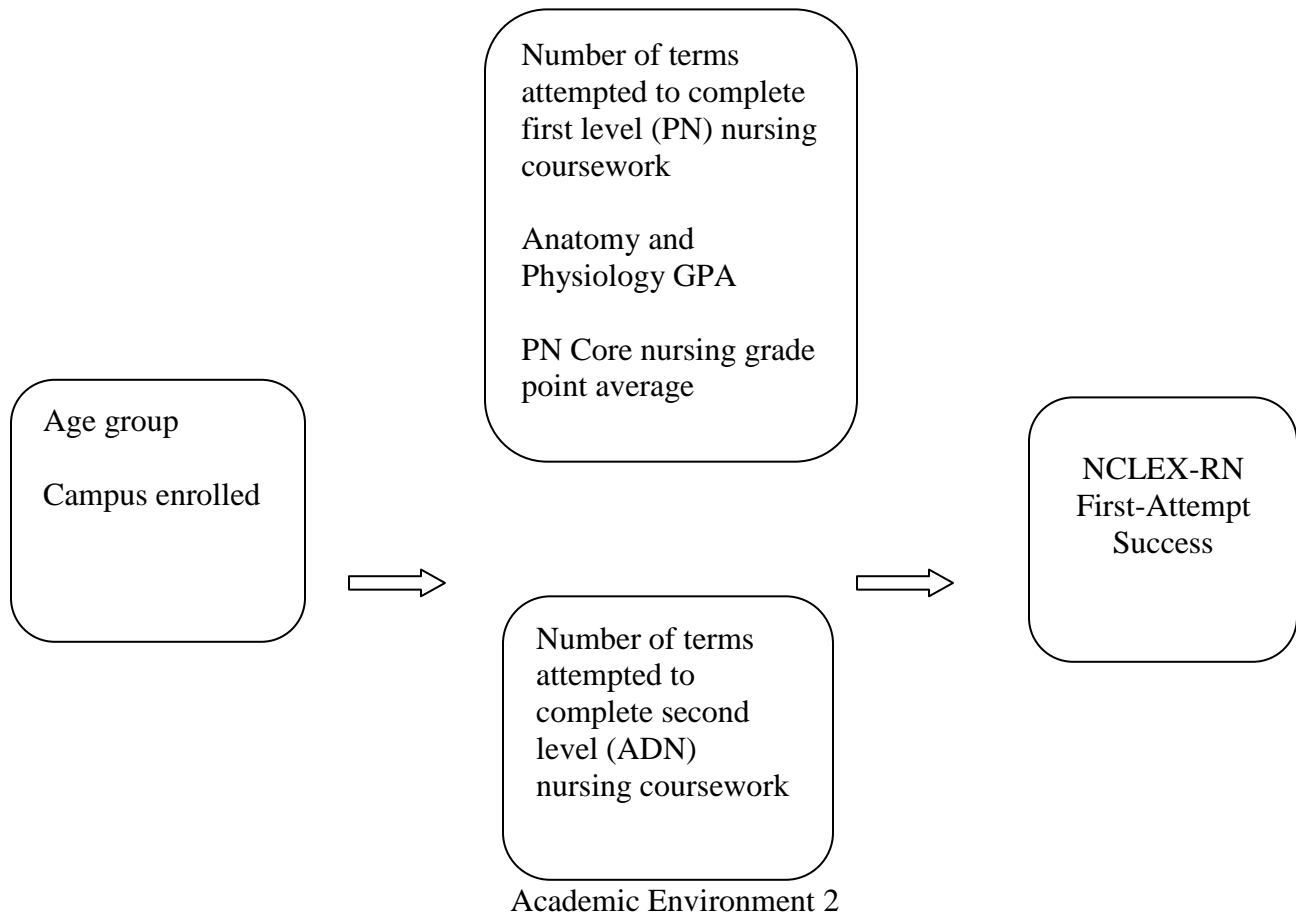 Number of terms
attempted to complete
first level (PN) nursing
coursework
Anatomy and
Physiology GPA
PN Core nursing grade
point average
Age group
Campus enrolled
NCLEX-RN
First-Attempt
Success
Number of terms
attempted to
complete second
level (ADN)
nursing coursework
Academic Environment 2